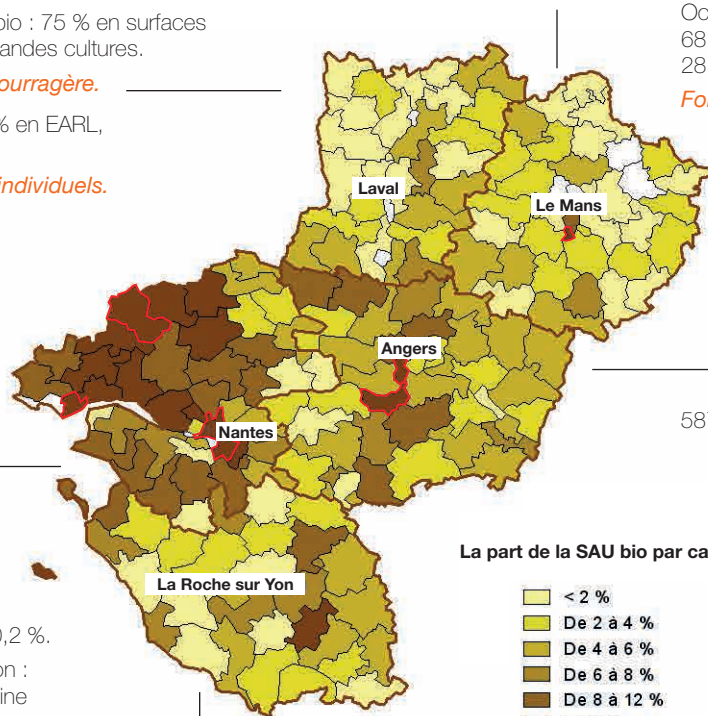 bio : 75 % en surfaces
andes cultures.
ourragère.
% en EARL,
individuels.
Oc
68
28
For
Laval
Le Mans
Angers
Nantes
587
La Roche sur Yon
La part de la SAU bio par ca
< 2 %
De 2 à 4 %
De 4 à 6 %
De 6 à 8 %
De 8 à 12 %
0,2 %.
on :
ine